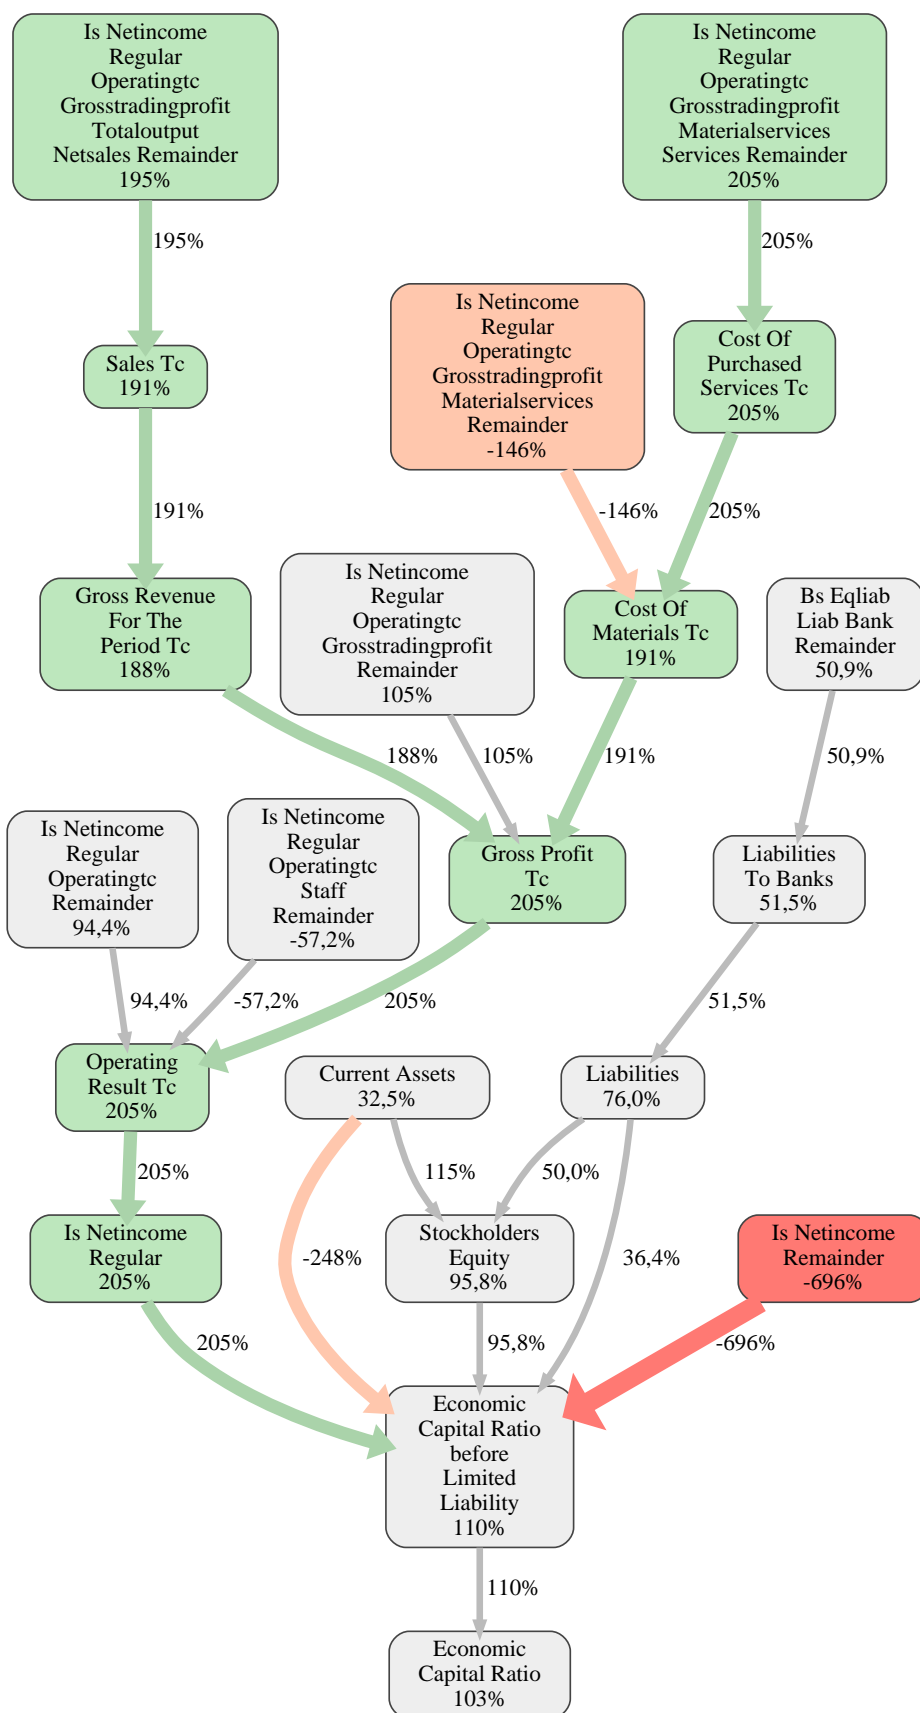 Is Netincome
Regular
Operatingtc
Grosstradingprofit
Totaloutput
Netsales Remainder
195%
Is Netincome
Regular
Operatingtc
Grosstradingprofit
Materialservices
Services Remainder
205%
195%
205%
Is Netincome
Regular
Operatingtc
Grosstradingprofit
Materialservices
Remainder
-146%
Sales Tc
191%
Cost Of
Purchased
Services Tc
205%
191%
-146%
205%
Gross Revenue
For The
Period Tc
188%
Is Netincome
Regular
Operatingtc
Grosstradingprofit
Remainder
105%
Cost Of
Materials Tc
191%
Bs Eqliab
Liab Bank
Remainder
50,9%
188%
105%
191%
50,9%
Is Netincome
Regular
Operatingtc
Remainder
94,4%
Is Netincome
Regular
Operatingtc
Staff
Remainder
-57,2%
Gross Profit
Tc
205%
Liabilities
To Banks
51,5%
94,4%
-57,2%
205%
51,5%
Operating
Result Tc
205%
Current Assets
32,5%
Liabilities
76,0%
205%
115%
50,0%
Is Netincome
Regular
205%
-248%
Stockholders
Equity
95,8%
36,4%
Is Netincome
Remainder
-696%
205%
95,8%
-696%
Economic
Capital Ratio
before
Limited
Liability
110%
110%
Economic
Capital Ratio
103%